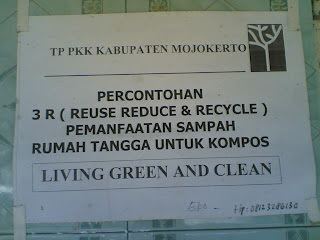 TP PKK KABUPATEN MOJOKERTO
PERCONTOHAN
3 R ( REUSE REDUCE & RECYCLE )
PEMANFAATAN SAMPAH
RUMAH TANGGA UNTUK KOMPOS
LIVING GREEN AND CLEAN